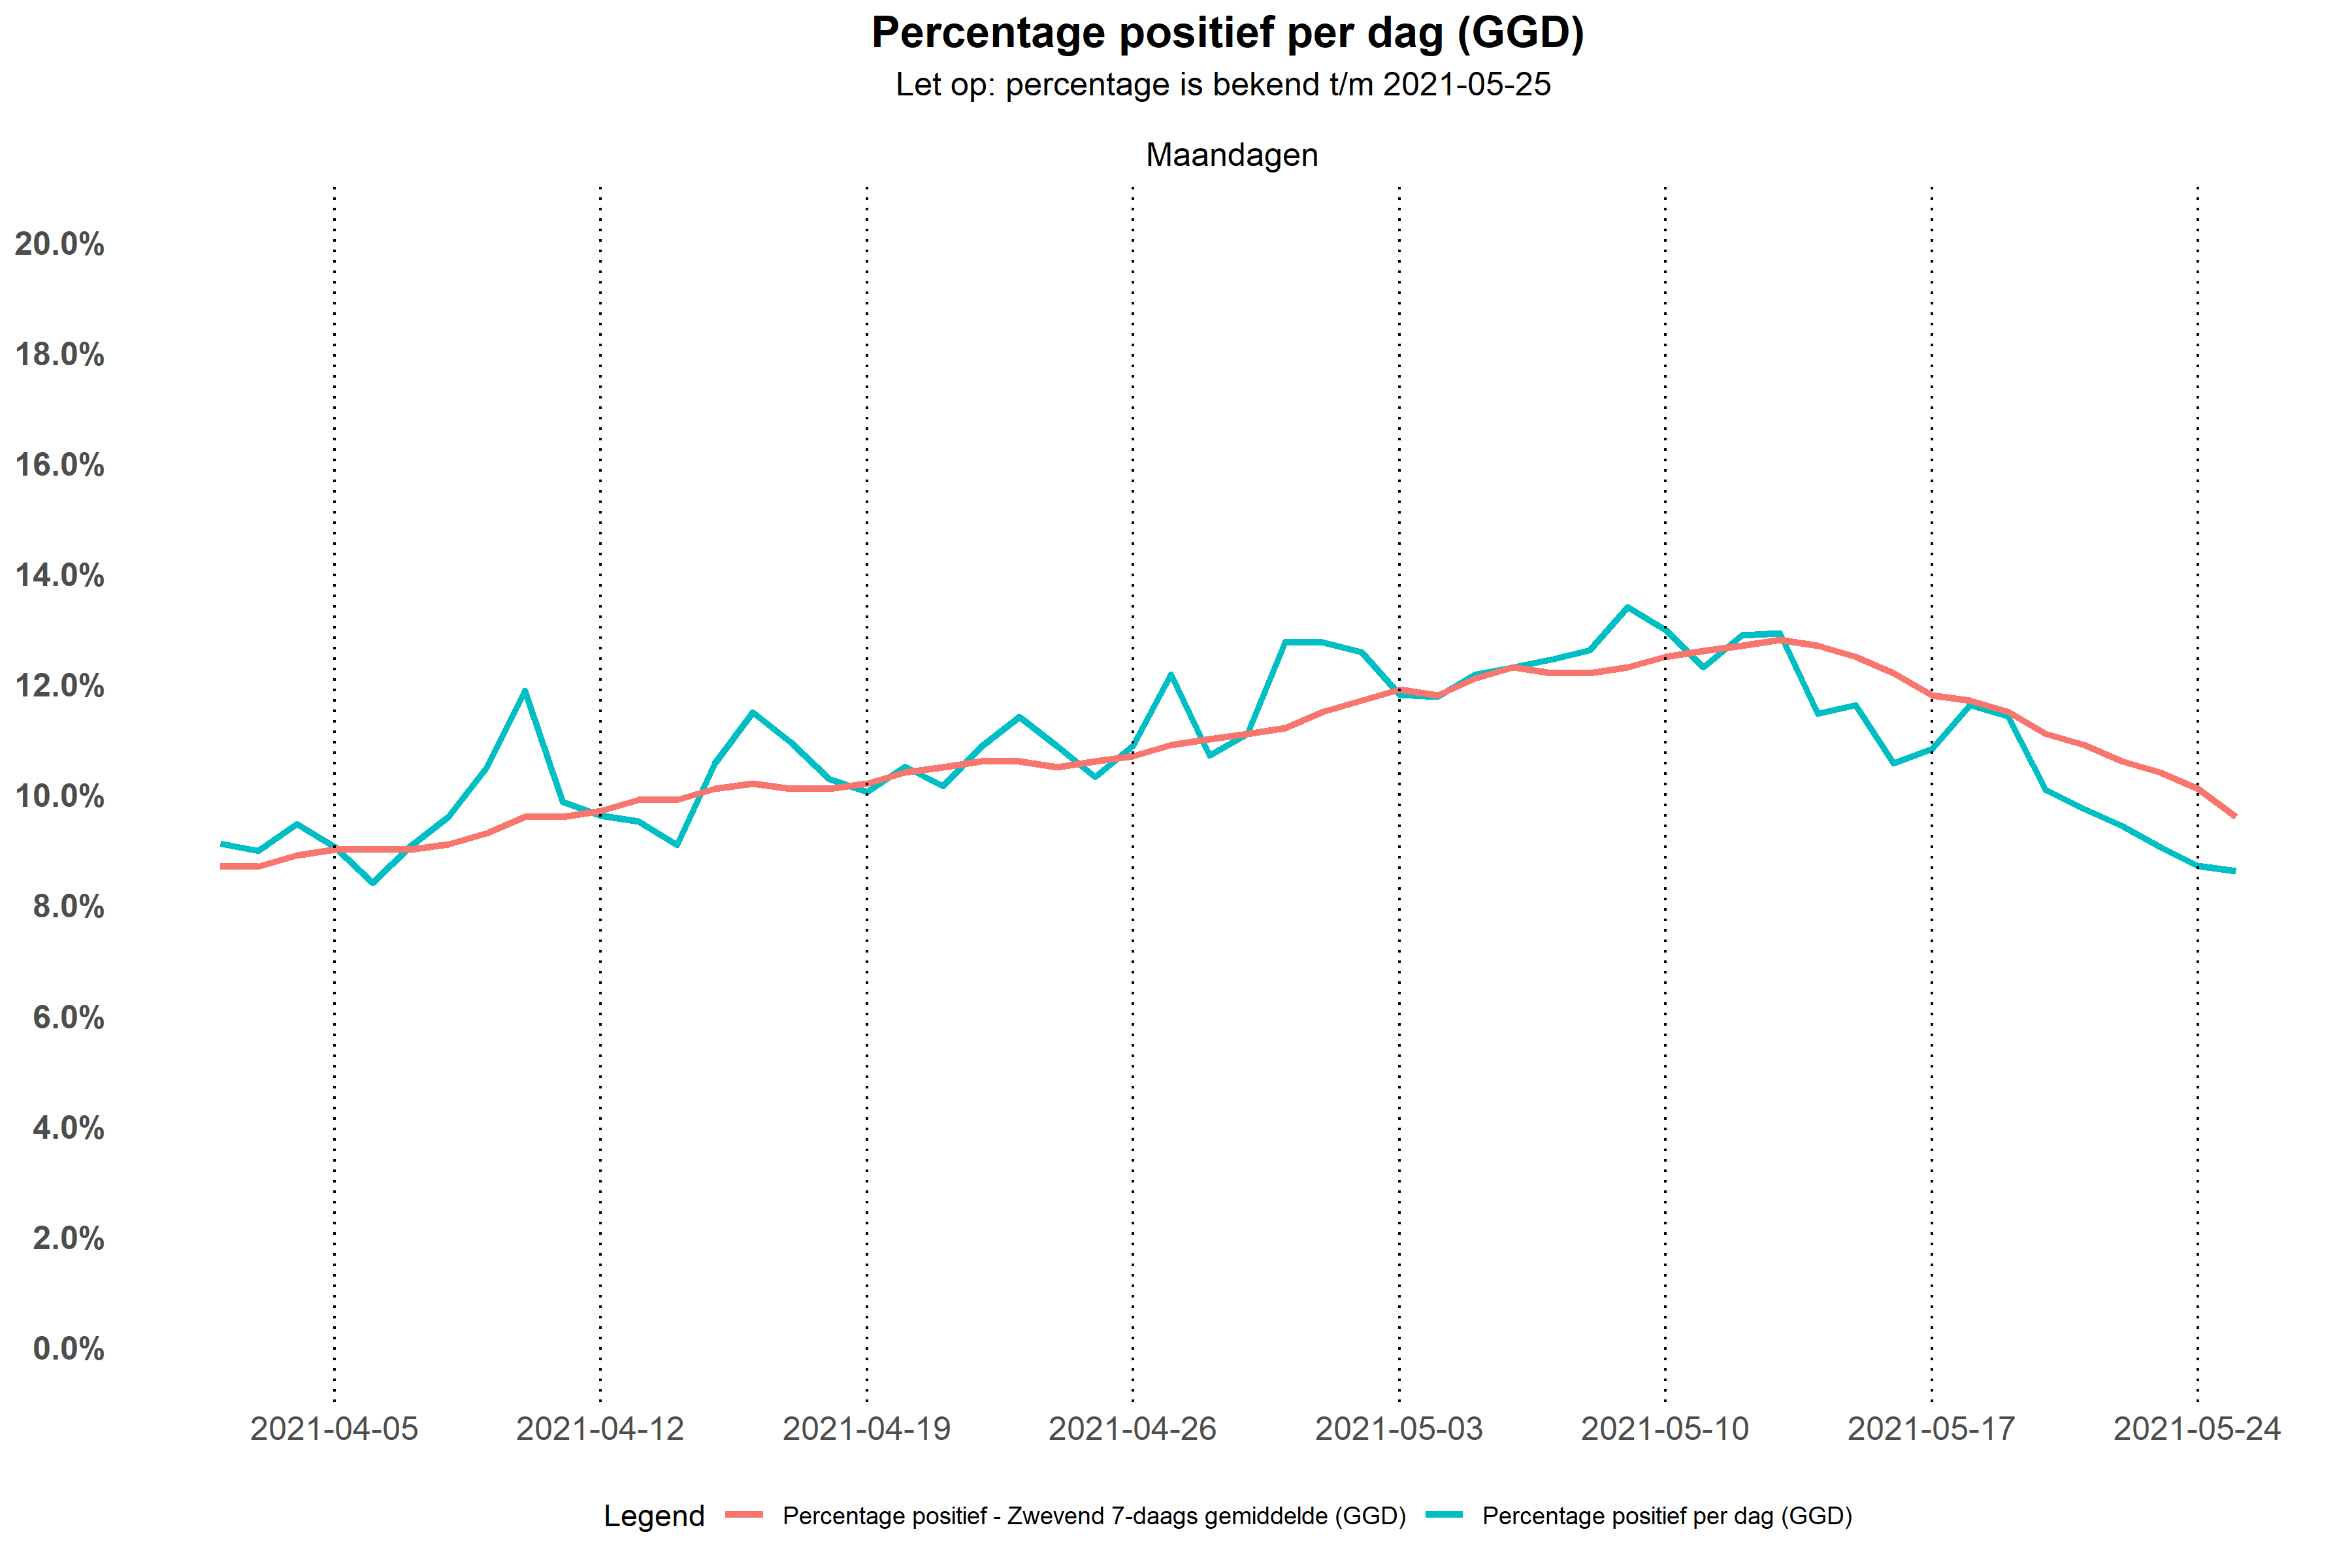 Percentage positief per dag (GGD)
Let op: percentage is bekend t/m 2021-05-25
Maandagen
20.0%
18.0%
16.0%
14.0%
12.0%
10.0%
8.0%
6.0%
4.0%
2.0%
0.0%
2021-04-05 2021-04-12 2021-04-19 2021-04-26 2021-05-03 2021-05-10 2021-05-17 2021-05-24
Legend Percentage positief - Zwevend 7-daags gemiddelde (GGD) Percentage positief per dag (GGD)